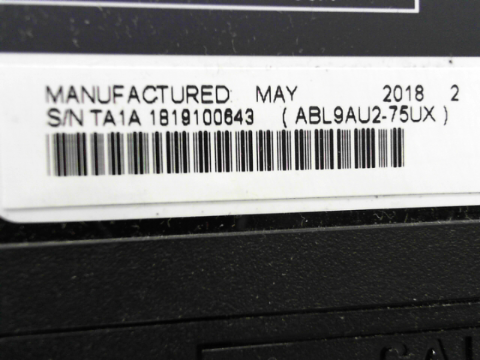 MANUFACTURED: MAY 2018 2
S/N TA1A 1819100643 ( ABL9AU2-75UX )